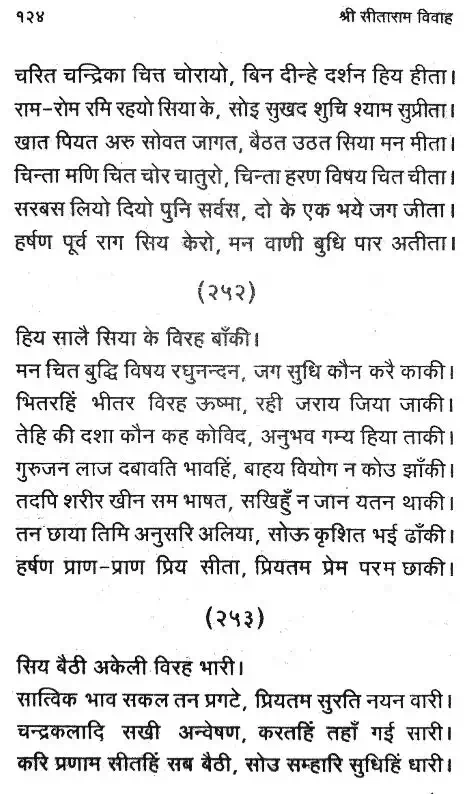 १२४ श्री सीताराम विवाह
चरित चन्द्रिका चित्त चोरायो, बिन दीन्हे दर्शन हिय हीता।
राम-रोम रमि रहयो सिया के, सोइ सुखद शुचि श्याम सुप्रीता।
खात पियत अरु सोवत जागत, बैठत उठत सिया मन मीता।
चिन्ता मणि चित चोर चातुरो, चिन्ता हरण विषय चित चीता।
सरबस लियो दियो पुनि सर्वस, दो के एक भये जग जीता।
हर्षण पूर्व राग सिय केरो, मन वाणी बुधि पार अतीता।
(२५२)
हिय सालै सिया के विरह बाँकी।
मन चित बुद्धि विषय रघुनन्दन, जग सुधि कौन करै काकी।
भितरहिं भीतर विरह ऊष्मा, रही जराय जिया जाकी।
तेहि की दशा कौन कह कोविद, अनुभव गम्य हिया ताकी।
गुरुजन लाज दबावति भावहिं, बाहय वियोग न कोउ झाँकी।
तदपि शरीर खीन सम भाषत, सखिहुँ न जान यतन थाकी।
तन छाया तिमि अनुसरि अलिया, सोऊ कृशित भई ढाँकी।
हर्षण प्राण-प्राण प्रिय सीता, प्रियतम प्रेम परम छाकी।
(२५३)
सिय बैठी अकेली विरह भारी।
सात्विक भाव सकल तन प्रगटे, प्रियतम सुरति नयन वारी।
चन्द्रकलादि सखी अन्वेषण, करतहिं तहाँ गई सारी।
करि प्रणाम सीतहिं सब बैठी, सोउ सम्हारि सुधिहिं धारी।